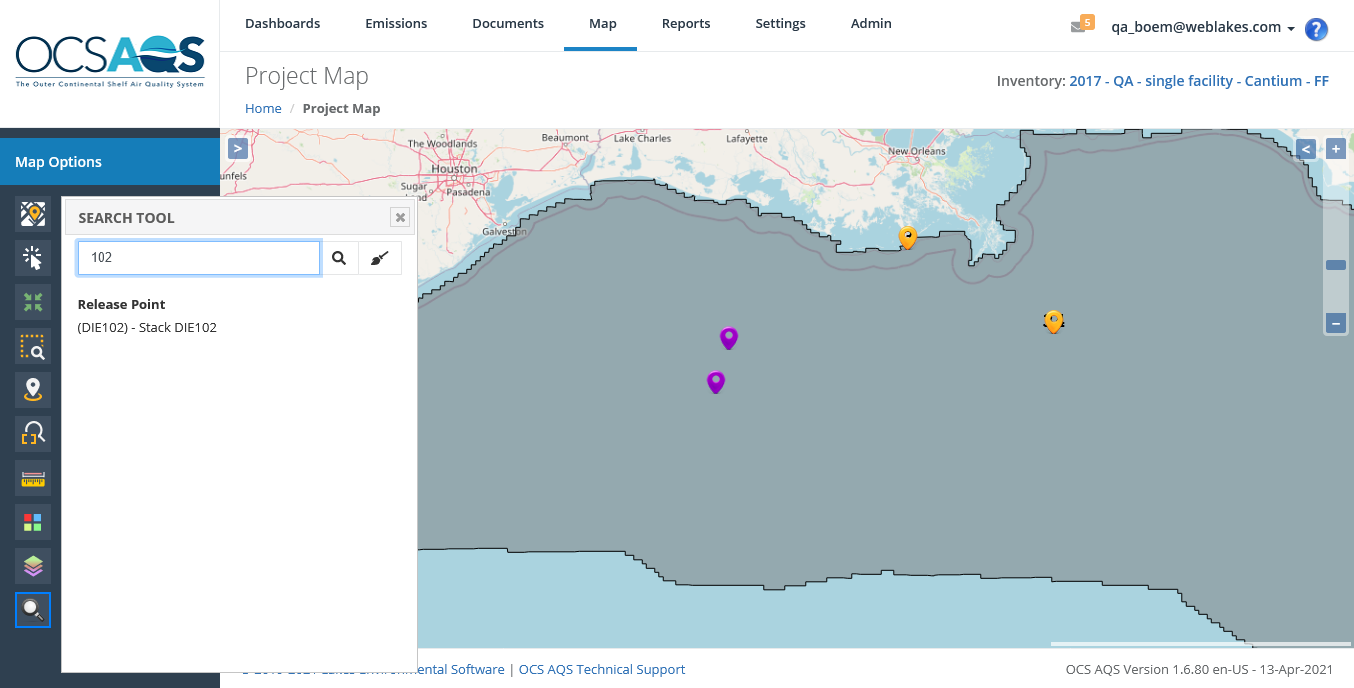 OCSAQS
The Outer Continental Shelf Air Quality System
Dashboards
Emissions
Documents
Map
Reports
Settings
Admin
5
qa_boem@weblakes.com
?
Project Map
Inventory: 2017 - QA - single facility - Cantium - FF
Home / Project Map
Map Options
>
<
+
−
The Woodlands
Beaumont
Lake Charles
Lafayette
New Orleans
Houston
unfels
Sugar
Pasadena
Galveston
SEARCH TOOL
102
Release Point
(DIE102) - Stack DIE102
ental Software | OCS AQS Technical Support
OCS AQS Version 1.6.80 en-US - 13-Apr-2021